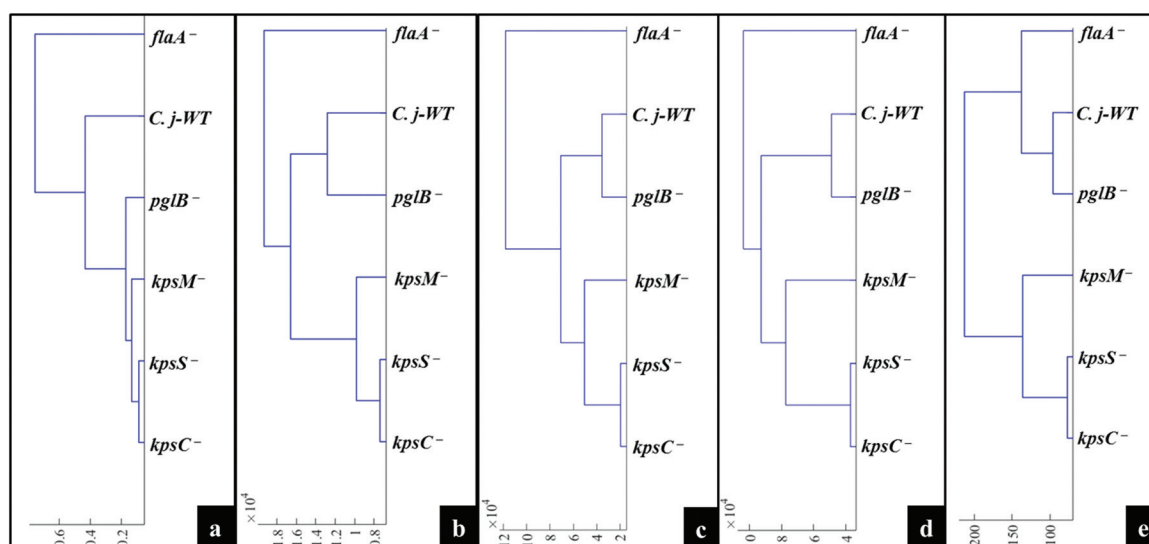 flaA⁻
C. j-WT
pglB⁻
kpsM⁻
kpsS⁻
kpsC⁻
0.6 0.4 0.2
a
flaA⁻
C. j-WT
pglB⁻
kpsM⁻
kpsS⁻
kpsC⁻
×10⁴
1.8 1.6 1.4 1.2 1 0.8
b
flaA⁻
C. j-WT
pglB⁻
kpsM⁻
kpsS⁻
kpsC⁻
×10⁴
12 10 8 6 4 2
c
flaA⁻
C. j-WT
pglB⁻
kpsM⁻
kpsS⁻
kpsC⁻
×10⁴
0 8 6 4
d
flaA⁻
C. j-WT
pglB⁻
kpsM⁻
kpsS⁻
kpsC⁻
200 150 100
e